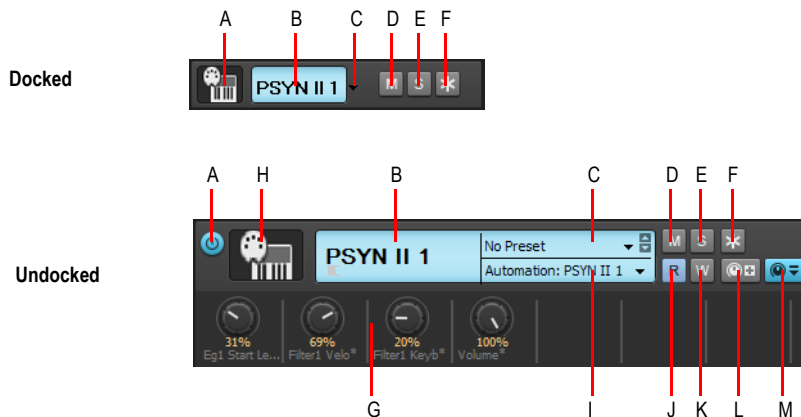 A B C D E F
Docked
PSYN II 1 M S *
A H B C D E F
PSYN II 1 No Preset M S *
Undocked
Automation: PSYN II 1 R W
31% 69% 20% 100%
Eg1 Start Le... Filter1 Velo* Filter1 Keyb* Volume*
G I J K L M